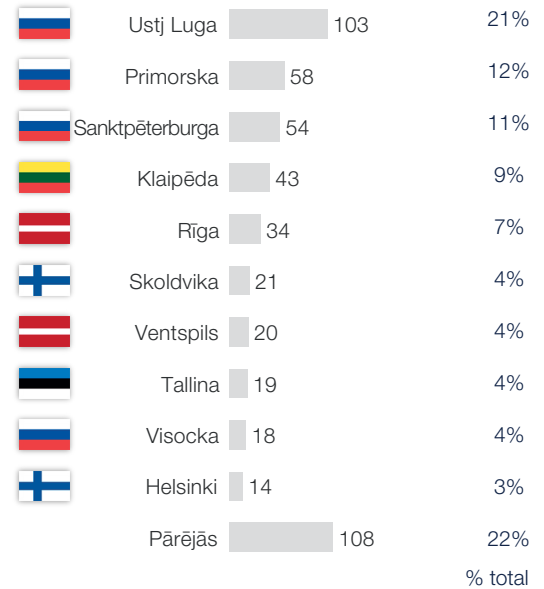 Ustj Luga 103 21%
Primorska 58 12%
Sanktpēterburga 54 11%
Klaipēda 43 9%
Rīga 34 7%
Skoldvika 21 4%
Ventspils 20 4%
Tallina 19 4%
Visocka 18 4%
Helsinki 14 3%
Pārējās 108 22%
% total